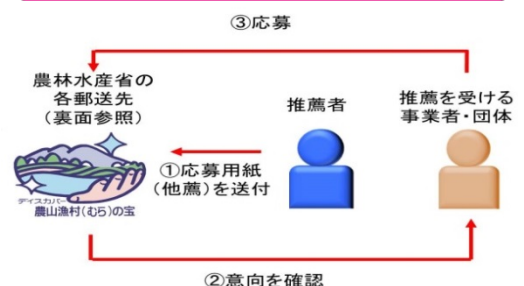 ③応募
農林水産省の
各郵送先
(裏面参照)
推薦者
推薦を受ける
事業者・団体
①応募用紙
(他薦)を送付
ディスカバー
農山漁村(むら)の宝
②意向を確認